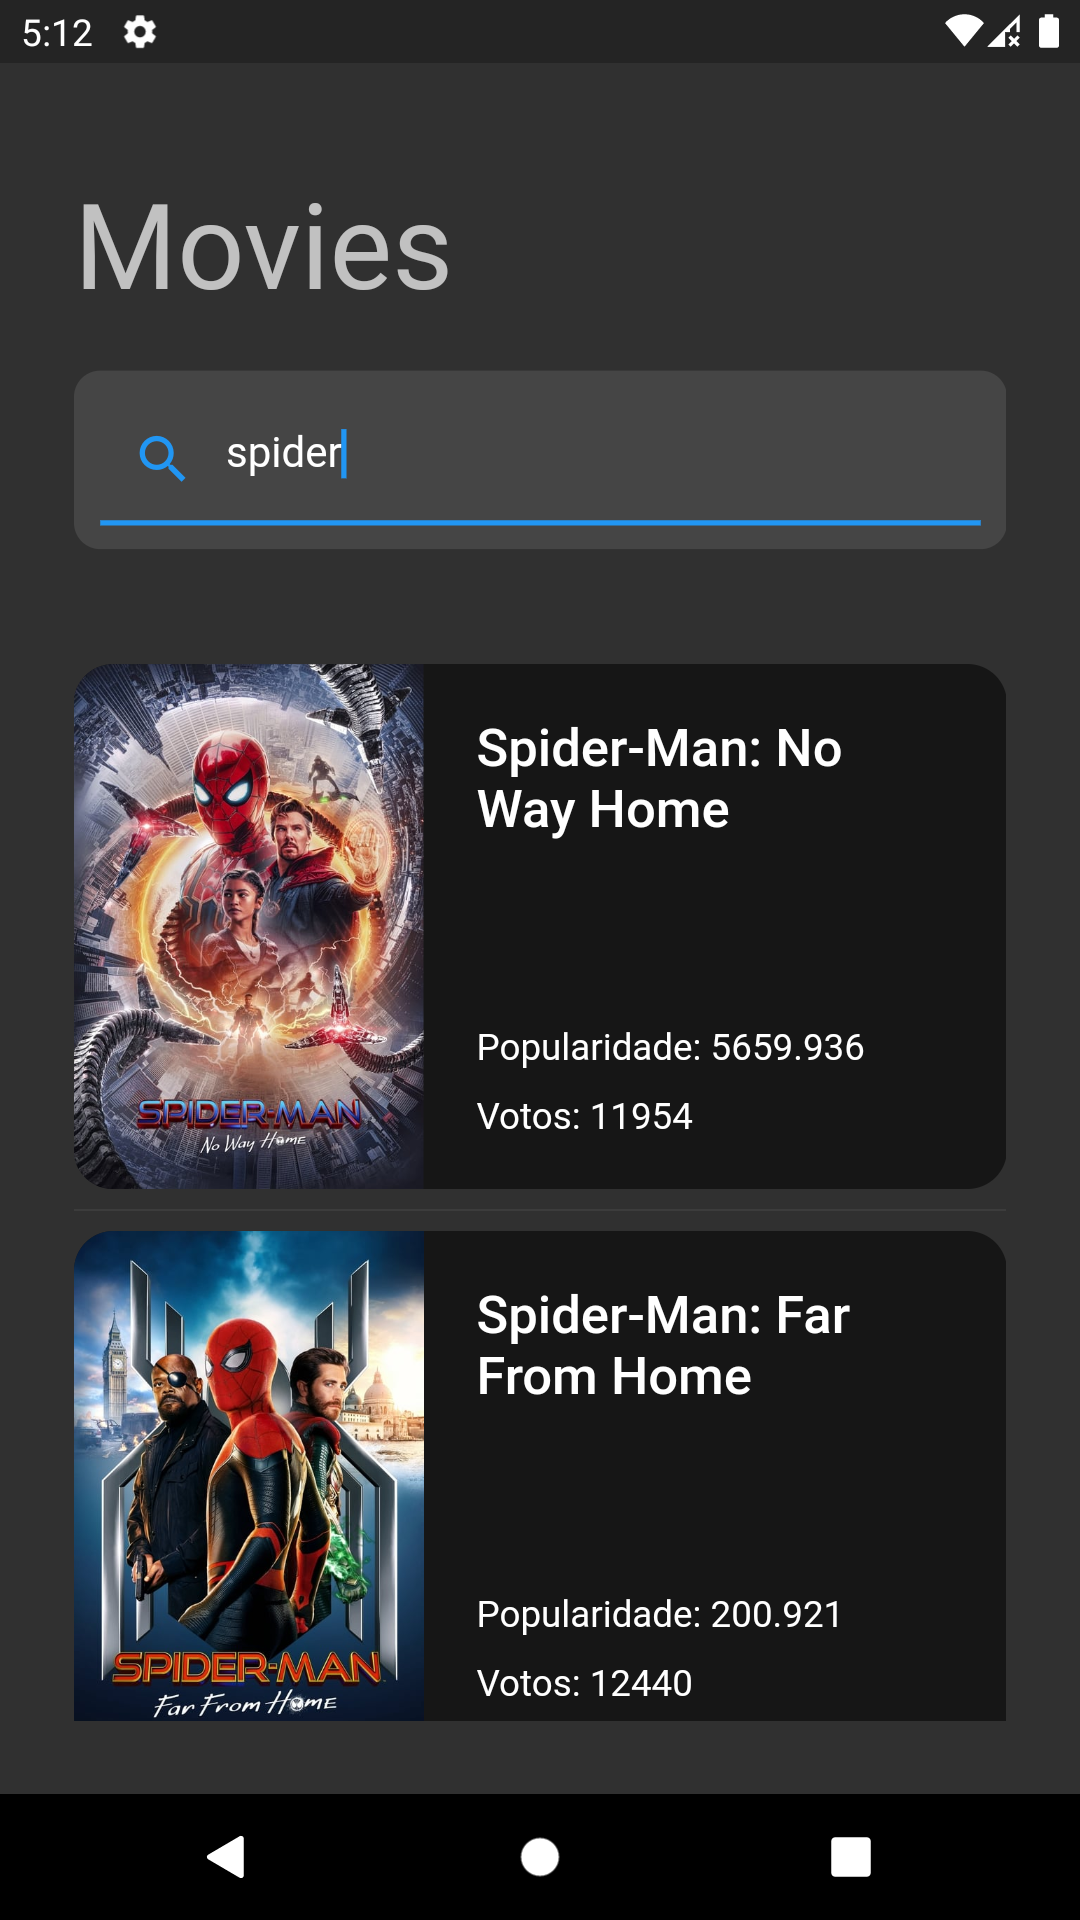 5:12
Movies
spider
Spider-Man: No
Way Home
Popularidade: 5659.936
Votos: 11954
SPIDER-MAN
No Way Home
Spider-Man: Far
From Home
Popularidade: 200.921
Votos: 12440
SPIDER-MAN
Far From Home